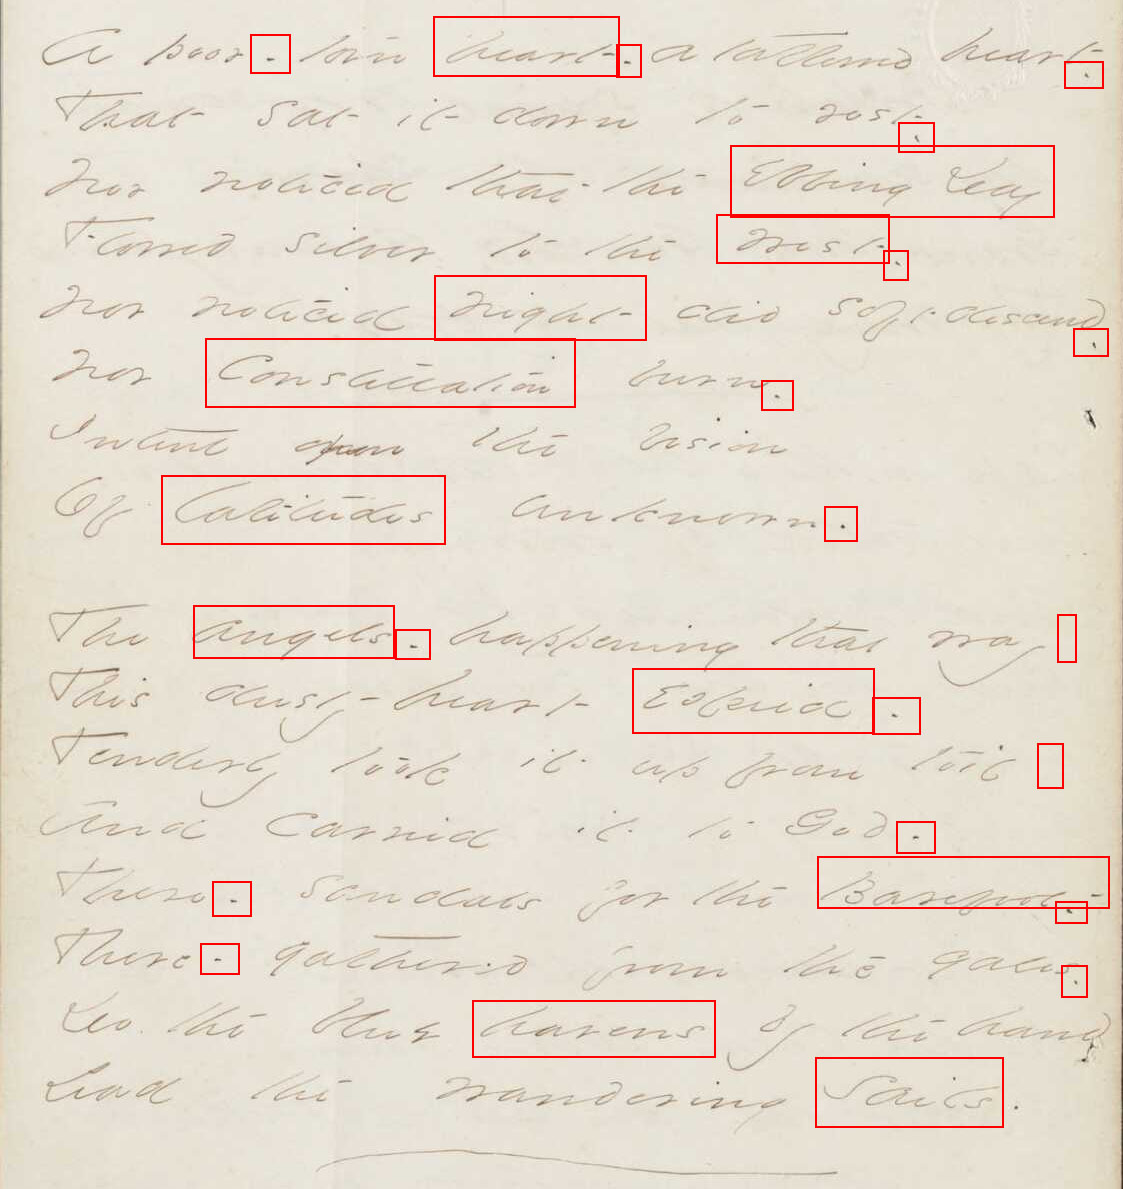 A poor - torn heart - a tattered heart -
That sat it down to rest -
Nor noticed that the Ebbing Day
Flowed silver to the west -
Nor noticed night did soft descend -
Nor Constellation burn -
Intent upon the vision
Of latitudes unknown -
The angels - happening that way
This dusty heart Espied -
Tenderly took it up from toil
And carried it to God -
There - sandals for the Barefoot -
There - gathered from the gales -
Do the blue havens by the hand
Lead the wandering Sails.